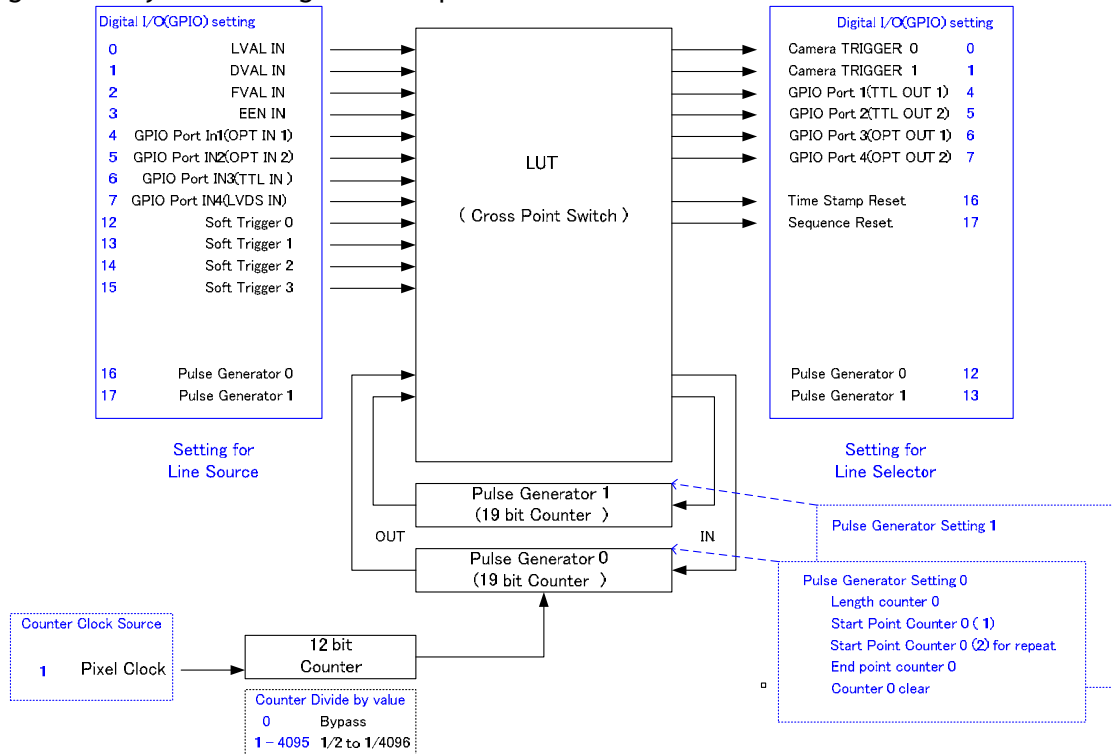 Digital I/O(GPIO) setting
0 LVAL IN
1 DVAL IN
2 FVAL IN
3 EEN IN
4 GPIO Port In1(OPT IN 1)
5 GPIO Port IN2(OPT IN 2)
6 GPIO Port IN3(TTL IN )
7 GPIO Port IN4(LVDS IN)
12 Soft Trigger 0
13 Soft Trigger 1
14 Soft Trigger 2
15 Soft Trigger 3
16 Pulse Generator 0
17 Pulse Generator 1
Setting for
Line Source
LUT
( Cross Point Switch )
Digital I/O(GPIO) setting
Camera TRIGGER 0 0
Camera TRIGGER 1 1
GPIO Port 1(TTL OUT 1) 4
GPIO Port 2(TTL OUT 2) 5
GPIO Port 3(OPT OUT 1) 6
GPIO Port 4(OPT OUT 2) 7
Time Stamp Reset 16
Sequence Reset 17
Pulse Generator 0 12
Pulse Generator 1 13
Setting for
Line Selector
Pulse Generator 1
(19 bit Counter )
OUT
IN
Pulse Generator 0
(19 bit Counter )
Pulse Generator Setting 1
Pulse Generator Setting 0
Length counter 0
Start Point Counter 0 ( 1)
Start Point Counter 0 (2) for repeat
End point counter 0
Counter 0 clear
Counter Clock Source
1 Pixel Clock
12 bit
Counter
Counter Divide by value
0 Bypass
1 - 4095 1/2 to 1/4096